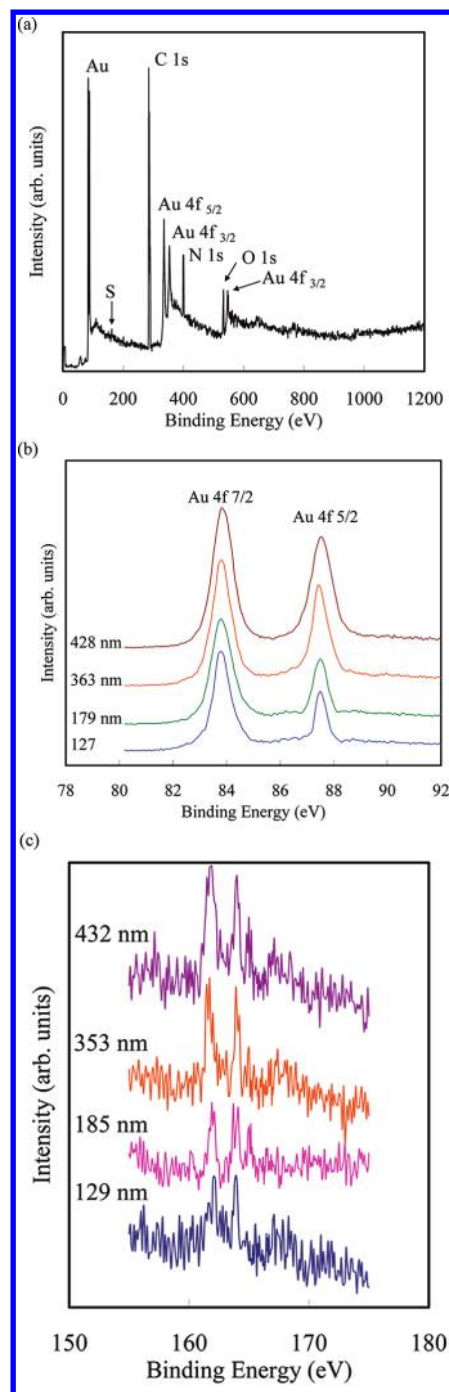 (a)
Au
C 1s
Au 4f 5/2
Au 4f 3/2
N 1s
O 1s
Au 4f 3/2
S
Intensity (arb. units)
0 200 400 600 800 1000 1200
Binding Energy (eV)
(b)
Au 4f 7/2 Au 4f 5/2
Intensity (arb. units)
428 nm
363 nm
179 nm
127
78 80 82 84 86 88 90 92
Binding Energy (eV)
(c)
432 nm
353 nm
185 nm
129 nm
Intensity (arb. units)
150 160 170 180
Binding Energy (eV)